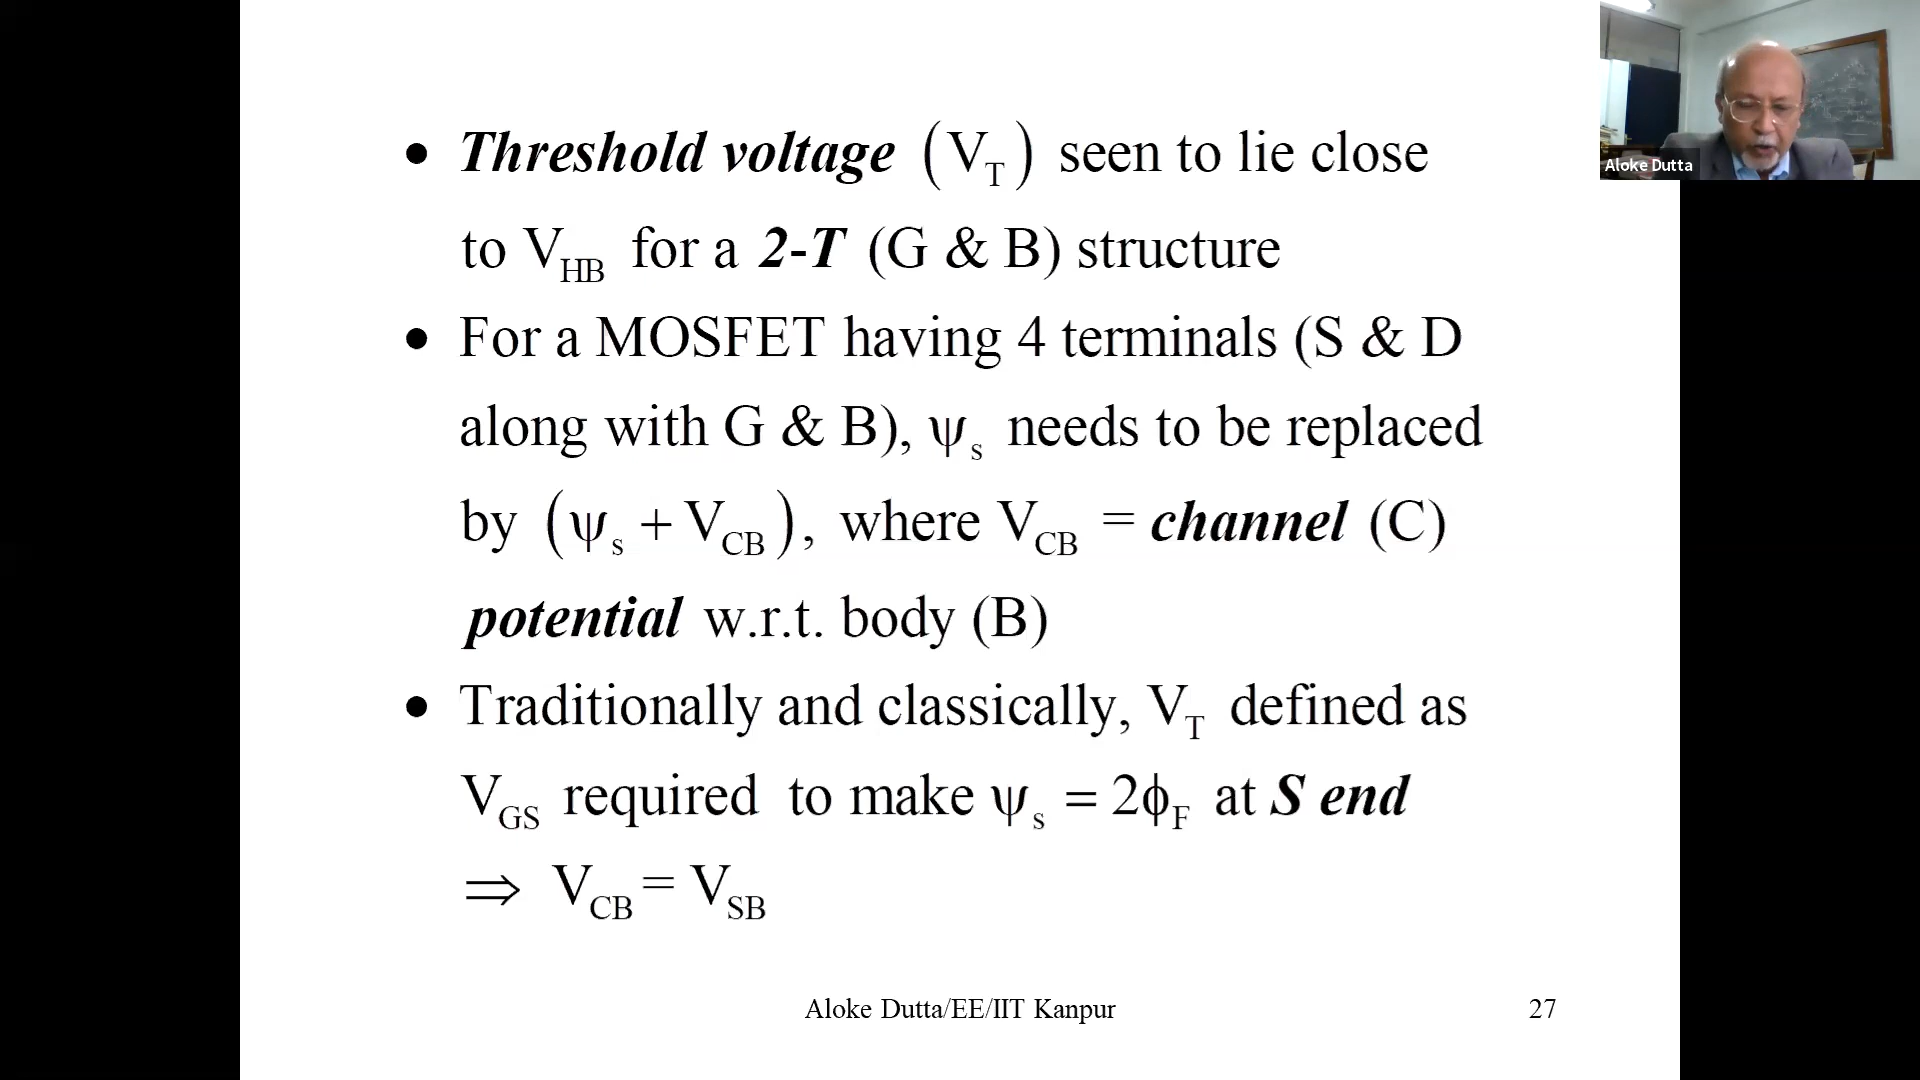 • Threshold voltage (V_T) seen to lie close
to V_HB for a 2-T (G & B) structure
• For a MOSFET having 4 terminals (S & D
along with G & B), ψ_s needs to be replaced
by (ψ_s + V_CB), where V_CB = channel (C)
potential w.r.t. body (B)
• Traditionally and classically, V_T defined as
V_GS required to make ψ_s = 2ϕ_F at S end
⇒ V_CB = V_SB
Aloke Dutta/EE/IIT Kanpur
27
Aloke Dutta